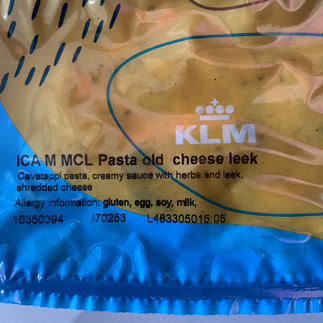 KLM
ICA M MCL Pasta old cheese leek
Cavatappi pasta, creamy sauce with herbs and leek,
shredded cheese
Allergy information: gluten, egg, soy, milk,
10350394 I70253 L483305015:05